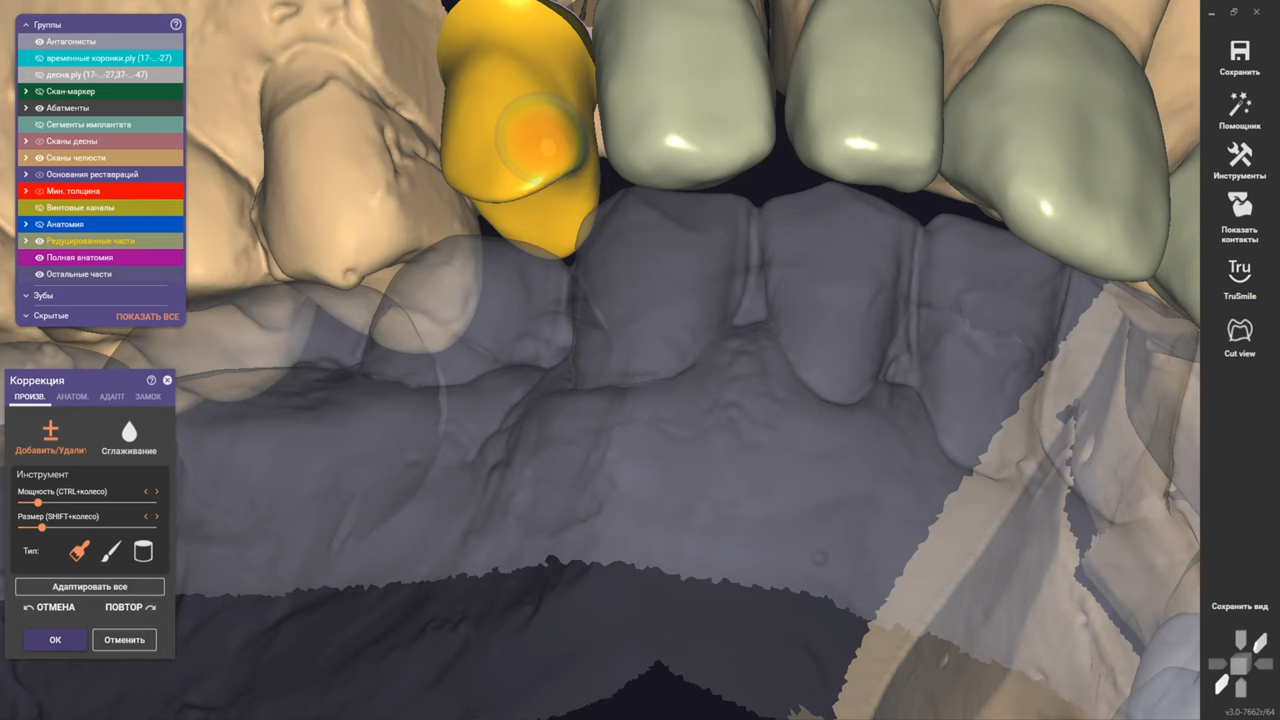 Группы
Антагонисты
временные коронки.ply (17-...-27)
десна.ply (17-...-27,37-...-47)
Скан-маркер
Абатменты
Сегменты имплантата
Сканы десны
Сканы челюсти
Основания реставраций
Мин. толщина
Винтовые каналы
Анатомия
Редуцированные части
Полная анатомия
Остальные части
Зубы
Скрытые ПОКАЗАТЬ ВСЕ
Коррекция
ПРОИЗВ. АНАТОМ. АДАПТ ЗАМОК
Добавить/Удалит Сглаживание
Инструмент
Мощность (CTRL+колесо)
Размер (SHIFT+колесо)
Тип:
Адаптировать все
ОТМЕНА ПОВТОР
ОК Отменить
Сохранить
Помощник
Инструменты
Показать
контакты
Tru
TruSmile
Cut view
Сохранить вид
v3.0-7662r/64